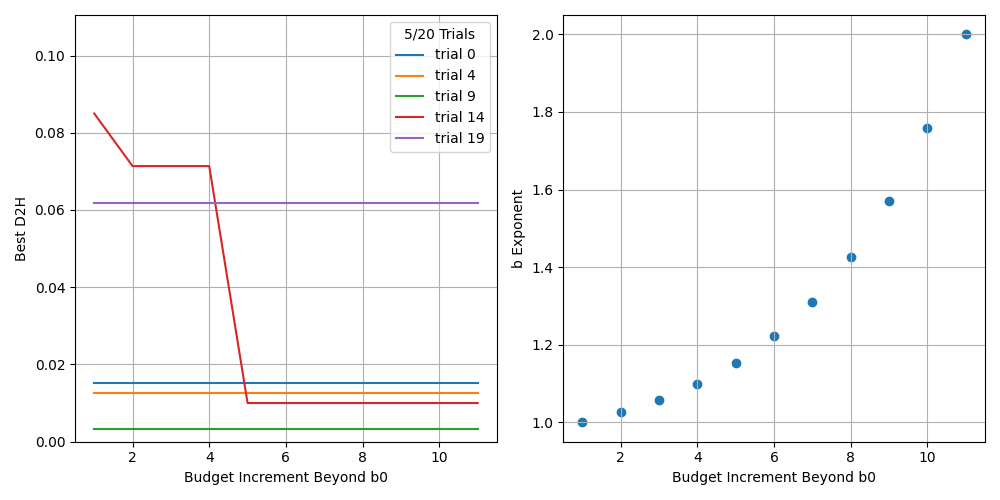 5/20 Trials
trial 0
trial 4
trial 9
trial 14
trial 19
0.10
0.08
0.06
0.04
0.02
0.00
Best D2H
2 4 6 8 10
Budget Increment Beyond b0
2.0
1.8
1.6
1.4
1.2
1.0
b Exponent
2 4 6 8 10
Budget Increment Beyond b0